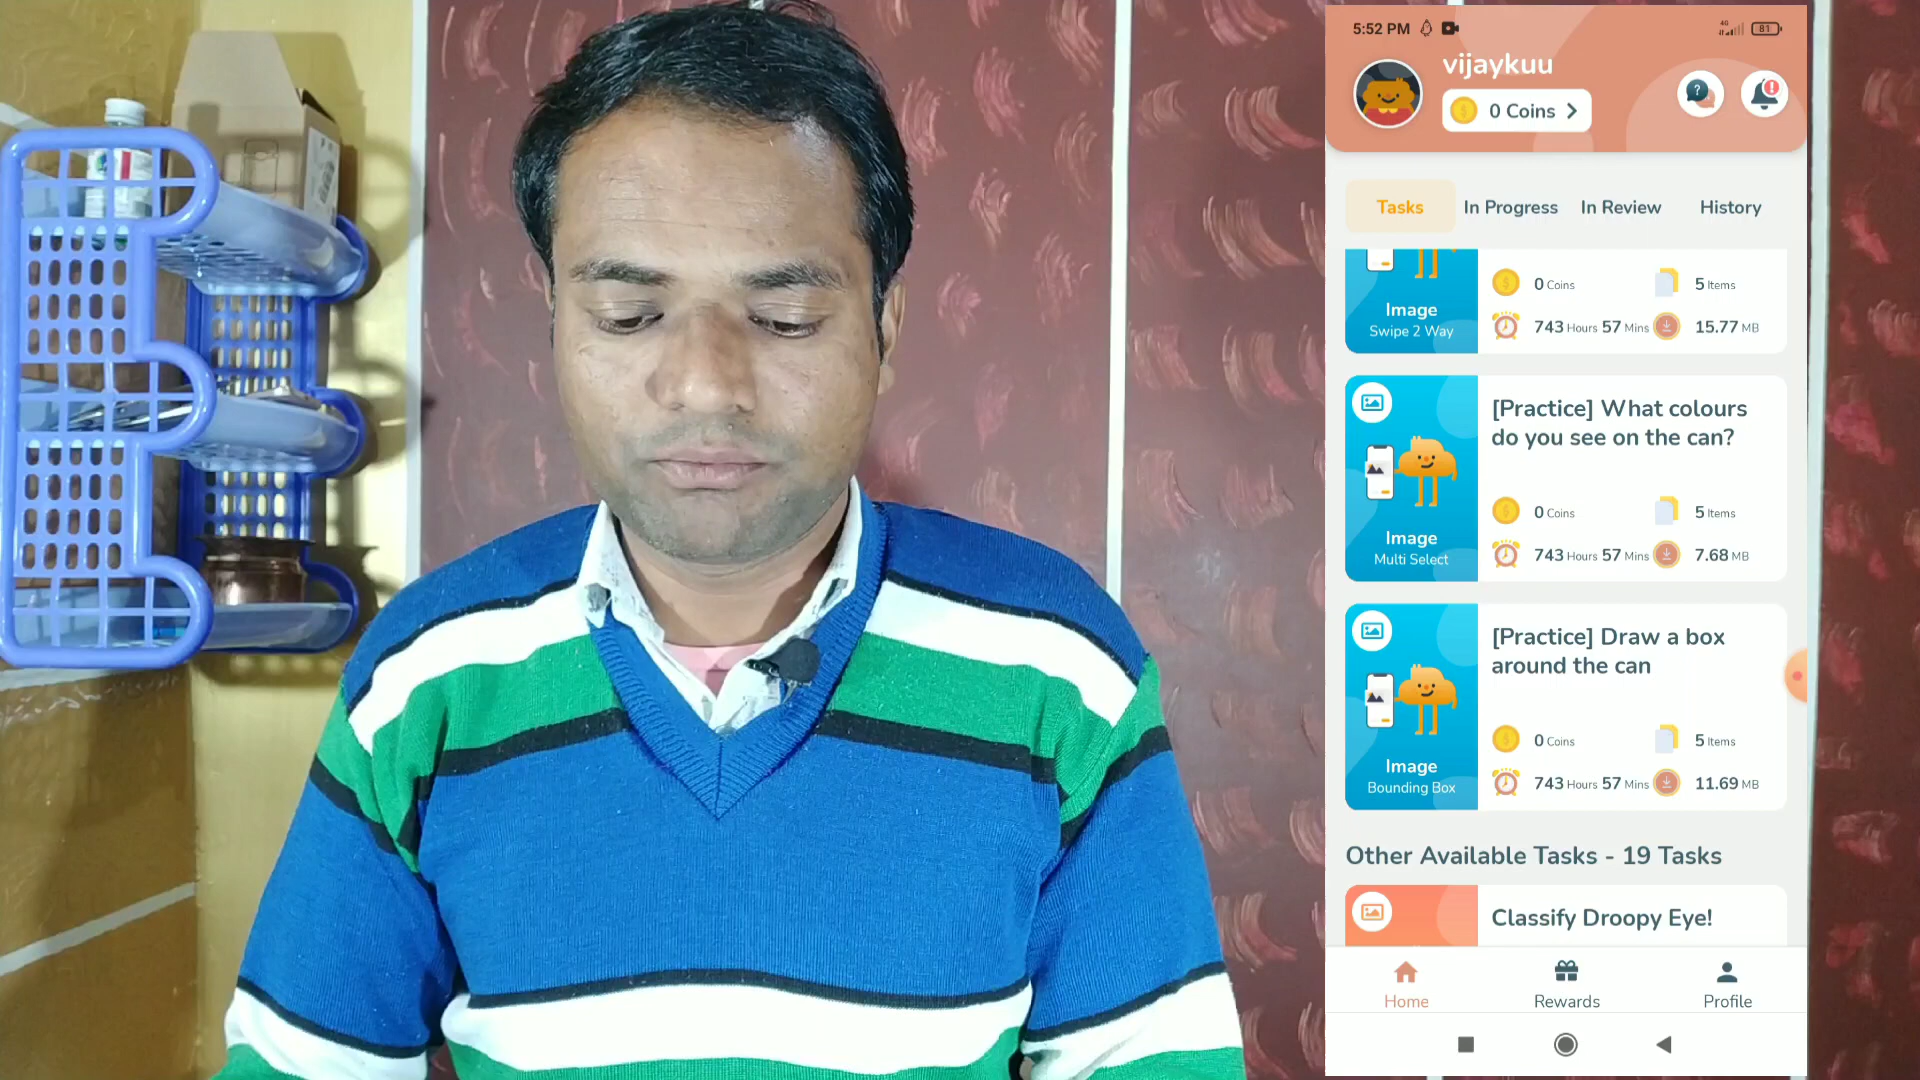 5:52 PM
4G
81
vijaykuu
0 Coins
Tasks
In Progress
In Review
History
Image
Swipe 2 Way
0 Coins
5 Items
743 Hours 57 Mins
15.77 MB
[Practice] What colours
do you see on the can?
Image
Multi Select
0 Coins
5 Items
743 Hours 57 Mins
7.68 MB
[Practice] Draw a box
around the can
Image
Bounding Box
0 Coins
5 Items
743 Hours 57 Mins
11.69 MB
Other Available Tasks - 19 Tasks
Classify Droopy Eye!
Home
Rewards
Profile